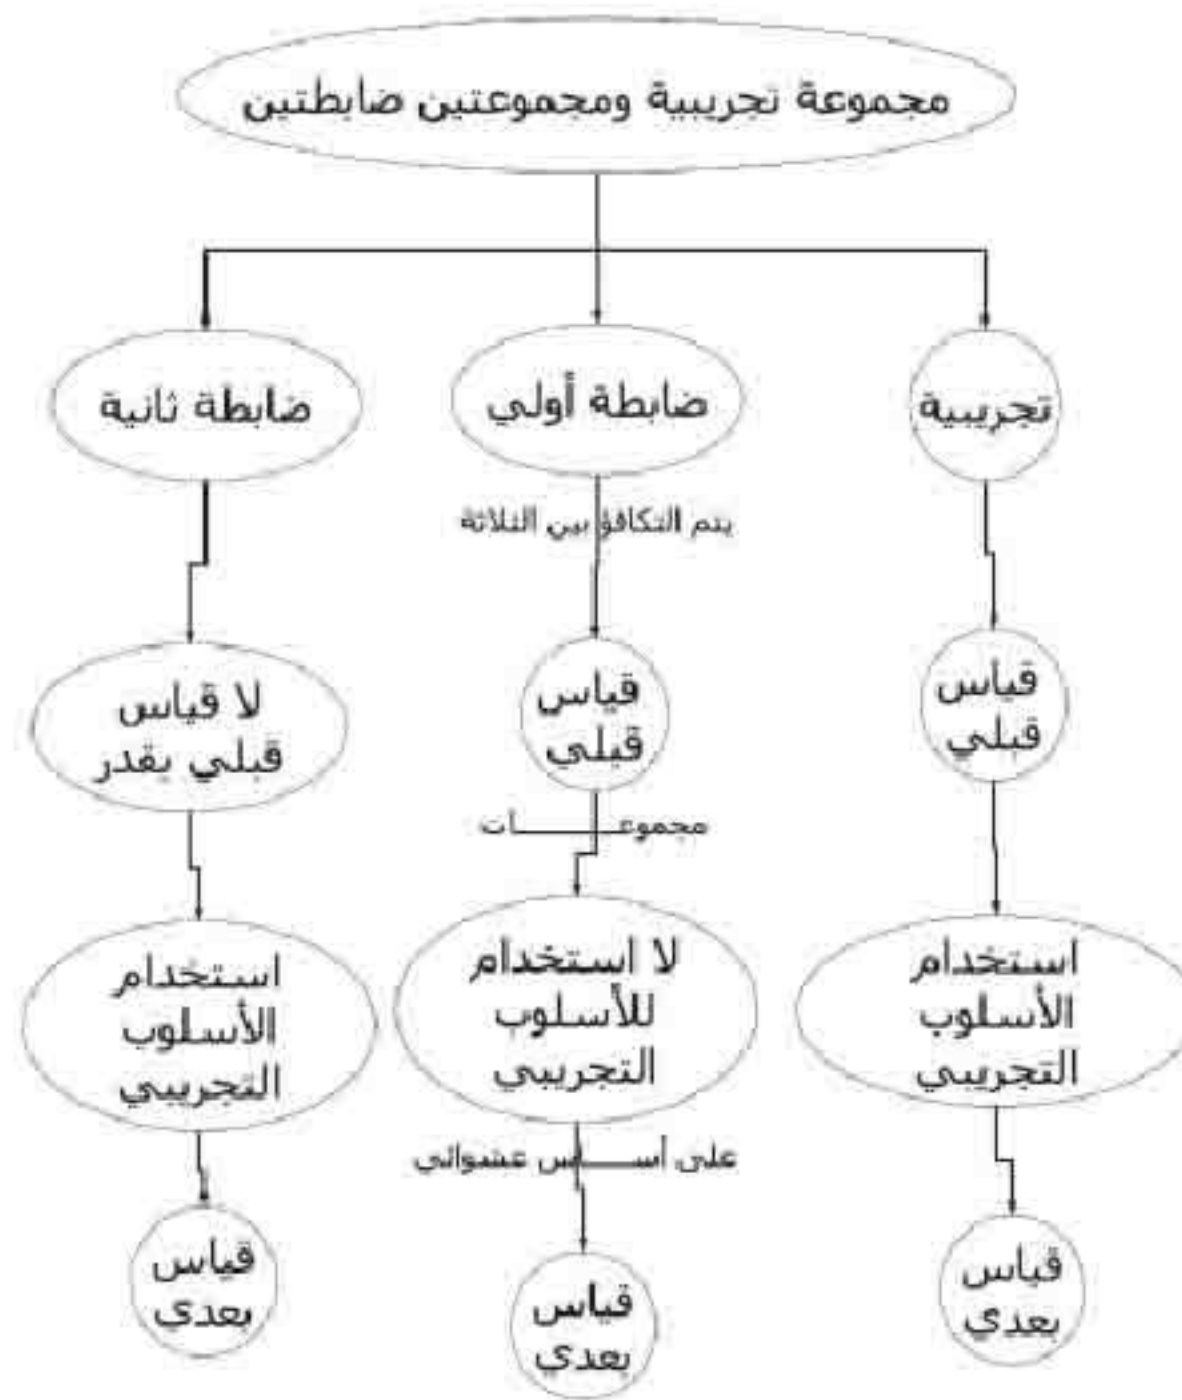 مجموعة تجريبية ومجموعتين ضابطتين
تجريبية
ضابطة أولي
ضابطة ثانية
يتم التكافؤ بين الثلاثة
قياس
قبلي
قياس
قبلي
لا قياس
قبلي يقدر
مجموعـــــــات
استخدام
الأسلوب
التجريبي
لا استخدام
للأسلوب
التجريبي
استخدام
الأسلوب
التجريبي
على أســـــاس عشوائي
قياس
بعدي
قياس
بعدي
قياس
بعدي